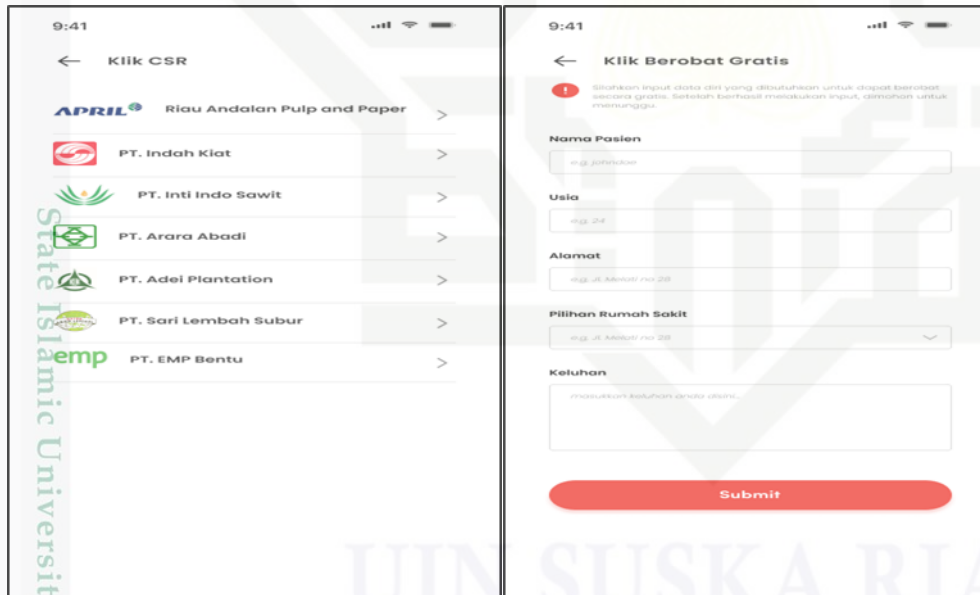 9:41
Klik CSR
APRIL Riau Andalan Pulp and Paper
PT. Indah Kiat
PT. Inti Indo Sawit
PT. Arara Abadi
PT. Adei Plantation
PT. Sari Lembah Subur
emp PT. EMP Bentu
State Islamic Universit
9:41
Klik Berobat Gratis
Silahkan input data diri yang dibutuhkan untuk dapat berobat
secara gratis. Setelah berhasil melakukan input, dimohon untuk
menunggu.
Nama Pasien
e.g. johndoe
Usia
e.g. 24
Alamat
e.g. Jl. Melati no 28
Pilihan Rumah Sakit
e.g. Jl. Melati no 28
Keluhan
masukkan keluhan anda disini...
Submit
UIN SUSKA RIA